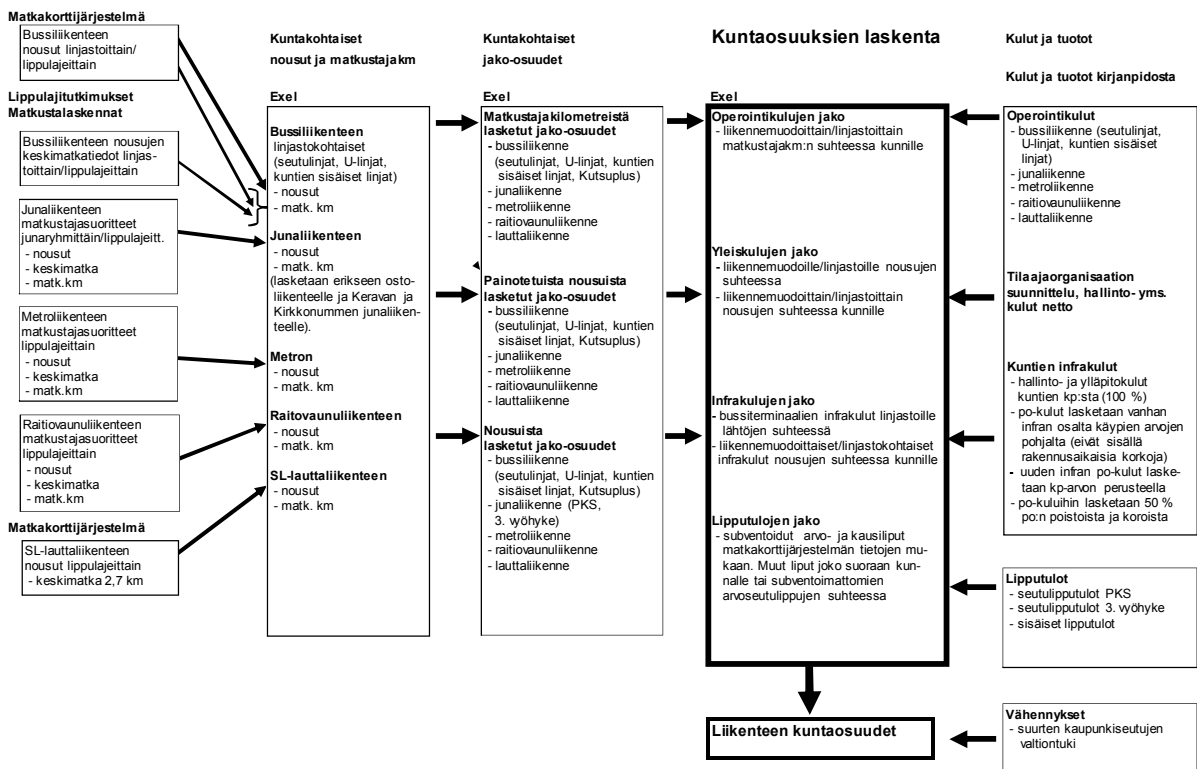 Matkakorttijärjestelmä
Bussiliikenteen
nousut linjastoittain/
lippulajeittain
Lippulajitutkimukset
Matkustalaskennat
Bussiliikenteen nousujen
keskimatkatiedot linjas-
toittain/lippulajeittain
Junaliikenteen
matkustajasuoritteet
junaryhmittäin/lippulajeitt.
- nousut
- keskimatka
- matk.km
Metroliikenteen
matkustajasuoritteet
lippulajeittain
- nousut
- keskimatka
- matk.km
Raitiovaunuliikenteen
matkustajasuoritteet
lippulajeittain
- nousut
- keskimatka
- matk.km
Matkakorttijärjestelmä
SL-lauttaliikenteen
nousut lippulajeittain
- keskimatka 2,7 km
Kuntakohtaiset
nousut ja matkustajakm
Exel
Bussiliikenteen
linjastokohtaiset
(seutulinjat, U-linjat,
kuntien sisäiset linjat)
- nousut
- matk. km
Junaliikenteen
- nousut
- matk. km
(lasketaan erikseen osto-
liikenteelle ja Keravan ja
Kirkkonummen junaliiken-
teelle).
Metron
- nousut
- matk. km
Raitovaunuliikenteen
- nousut
- matk. km
SL-lauttaliikenteen
- nousut
- matk. km
Kuntakohtaiset
jako-osuudet
Exel
Matkustajakilometreistä
lasketut jako-osuudet
- bussiliikenne
(seutulinjat, U-linjat, kuntien
sisäiset linjat, Kutsuplus)
- junaliikenne
- metroliikenne
- raitiovaunuliikenne
- lauttaliikenne
Painotetuista nousuista
lasketut jako-osuudet
- bussiliikenne
(seutulinjat, U-linjat, kuntien
sisäiset linjat, Kutsuplus)
- junaliikenne
- metroliikenne
- raitiovaunuliikenne
- lauttaliikenne
Nousuista
lasketut jako-osuudet
- bussiliikenne
(seutulinjat, U-linjat, kuntien
sisäiset linjat, Kutsuplus)
- junaliikenne (PKS,
3. vyöhyke)
- metroliikenne
- raitiovaunuliikenne
- lauttaliikenne
Kuntaosuuksien laskenta
Exel
Operointikulujen jako
- liikennemuodoittain/linjastoittain
matkustajakm:n suhteessa kunnille
Yleiskulujen jako
- liikennemuodoille/linjastoille nousujen
suhteessa
- liikennemuodoittain/linjastoittain
nousujen suhteessa kunnille
Infrakulujen jako
- bussiterminaalien infrakulut linjastoille
lähtöjen suhteessa
- liikennemuodoittaiset/linjastokohtaiset
infrakulut nousujen suhteessa kunnille
Lipputulojen jako
- subventoidut arvo- ja kausiliput
matkakorttijärjestelmän tietojen mu-
kaan. Muut liput joko suoraan kun-
nalle tai subventoimattomien
arvoseutulippujen suhteessa
Liikenteen kuntaosuudet
Kulut ja tuotot
Kulut ja tuotot kirjanpidosta
Operointikulut
- bussiliikenne (seutulinjat,
U-linjat, kuntien sisäiset
linjat)
- junaliikenne
- metroliikenne
- raitiovaunuliikenne
- lauttaliikenne
Tilaajaorganisaation
suunnittelu, hallinto- yms.
kulut netto
Kuntien infrakulut
- hallinto- ja ylläpitokulut
kuntien kp:sta (100 %)
- po-kulut lasketaan vanhan
infran osalta käypien arvojen
pohjalta (eivät sisällä
rakennusaikaisia korkoja)
- uuden infran po-kulut laske-
taan kp-arvon perusteella
- po-kuluihin lasketaan 50 %
po:n poistoista ja koroista
Lipputulot
- seutulipputulot PKS
- seutulipputulot 3. vyöhyke
- sisäiset lipputulot
Vähennykset
- suurten kaupunkiseutujen
valtiontuki